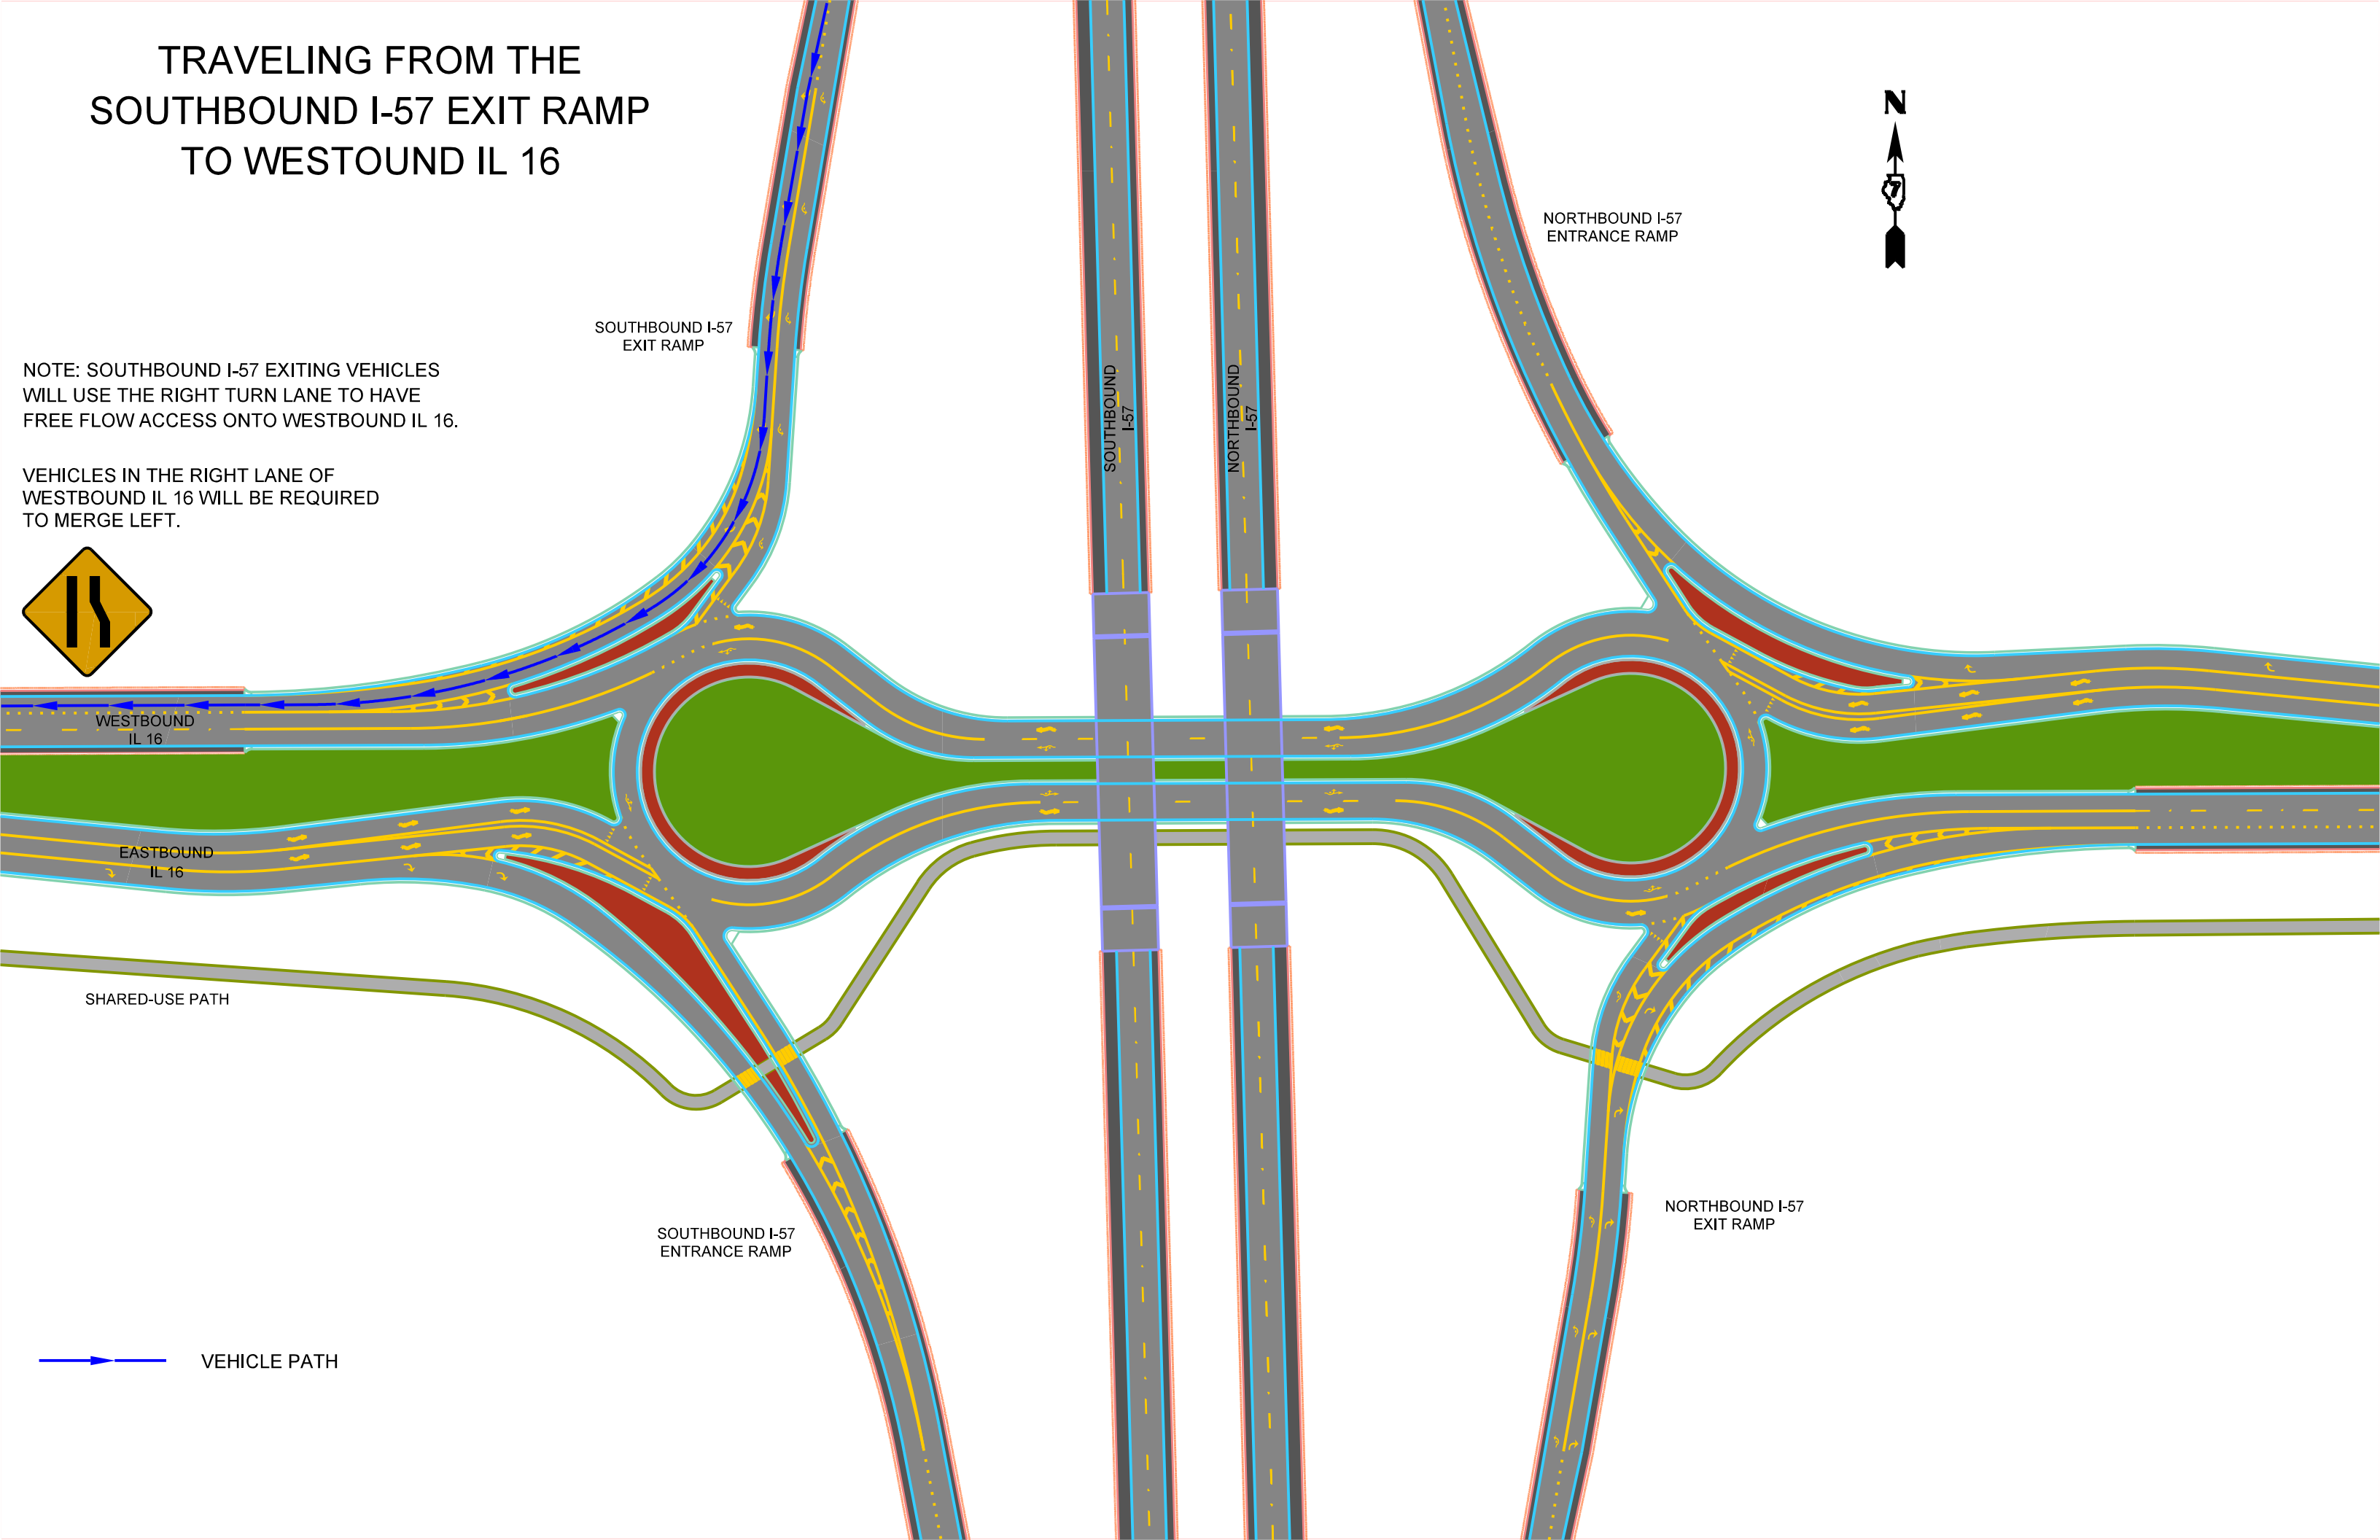 TRAVELING FROM THE
SOUTHBOUND I-57 EXIT RAMP
TO WESTOUND IL 16
N
7
NORTHBOUND I-57
ENTRANCE RAMP
SOUTHBOUND I-57
EXIT RAMP
NOTE: SOUTHBOUND I-57 EXITING VEHICLES
WILL USE THE RIGHT TURN LANE TO HAVE
FREE FLOW ACCESS ONTO WESTBOUND IL 16.
VEHICLES IN THE RIGHT LANE OF
WESTBOUND IL 16 WILL BE REQUIRED
TO MERGE LEFT.
SOUTHBOUND
I-57
NORTHBOUND
I-57
WESTBOUND
IL 16
EASTBOUND
IL 16
SHARED-USE PATH
SOUTHBOUND I-57
ENTRANCE RAMP
NORTHBOUND I-57
EXIT RAMP
VEHICLE PATH